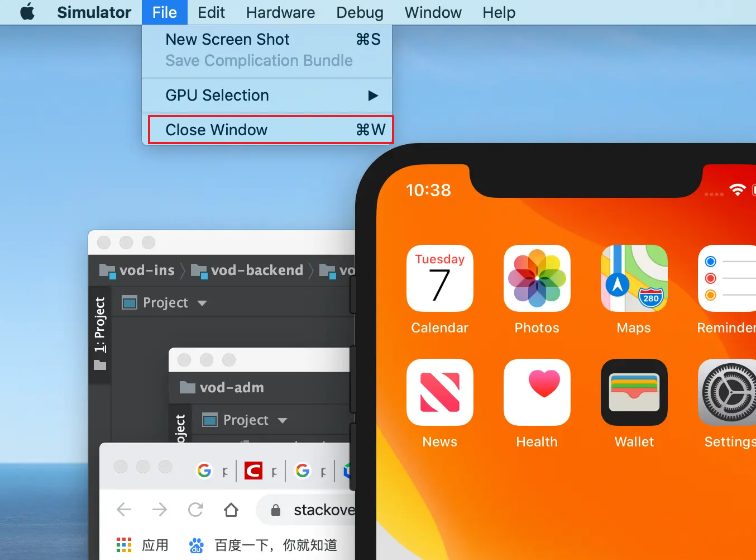 Simulator File Edit Hardware Debug Window Help
New Screen Shot ⌘S
Save Complication Bundle
GPU Selection ▶
Close Window ⌘W
10:38
vod-ins vod-backend
Project
1: Project
vod-adm
Project
Tuesday
7
Calendar
Photos
280
Maps
Reminder
News
Health
Wallet
Settings
stackove
应用 百度一下，你就知道